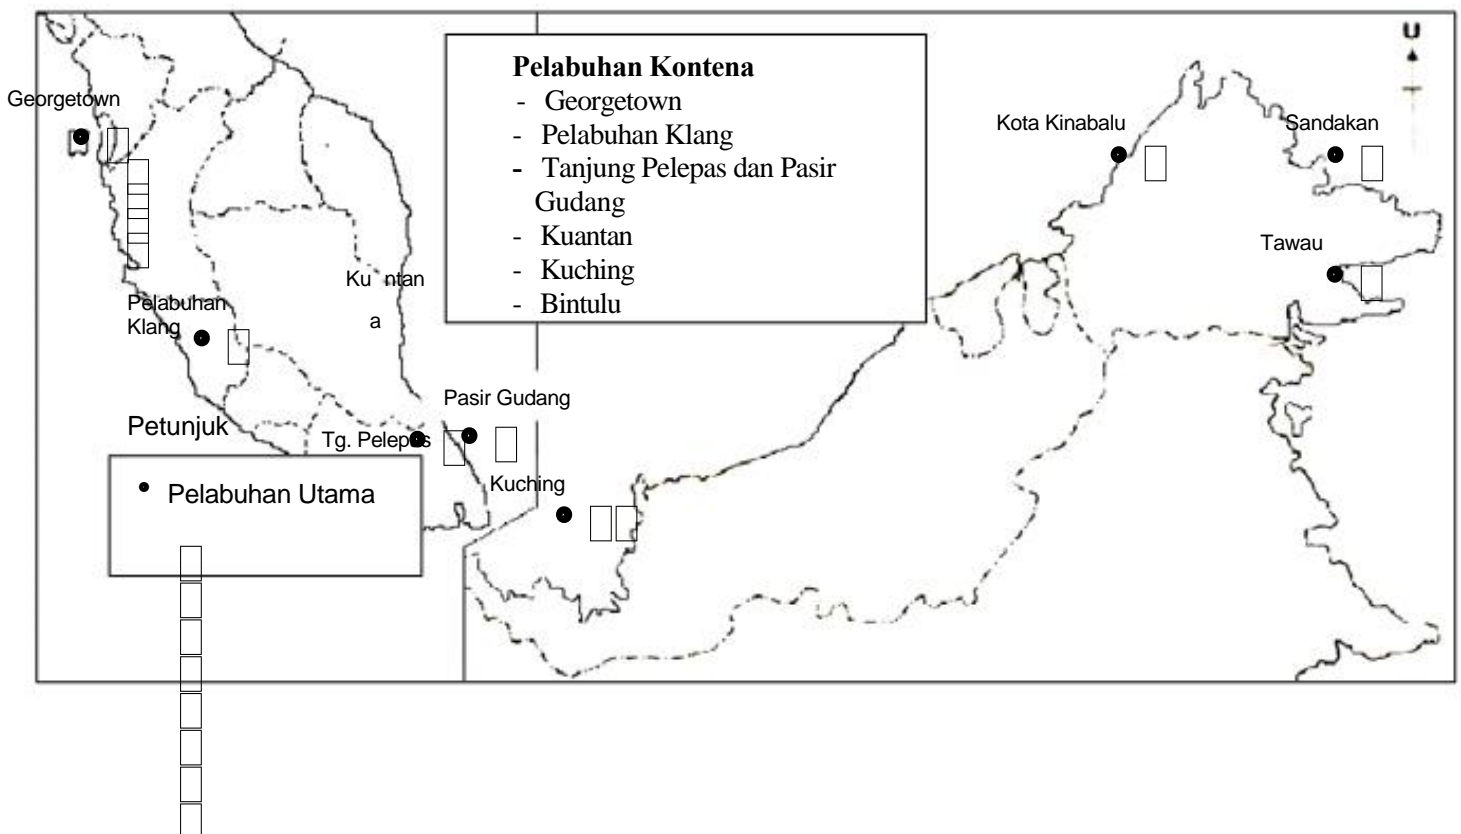 U
Pelabuhan Kontena
- Georgetown
- Pelabuhan Klang
- Tanjung Pelepas dan Pasir
Gudang
- Kuantan
- Kuching
- Bintulu
Georgetown
Kota Kinabalu
Sandakan
Tawau
Ku ntan
a
Pelabuhan
Klang
Pasir Gudang
Tg. Pelepas
Kuching
Petunjuk
Pelabuhan Utama